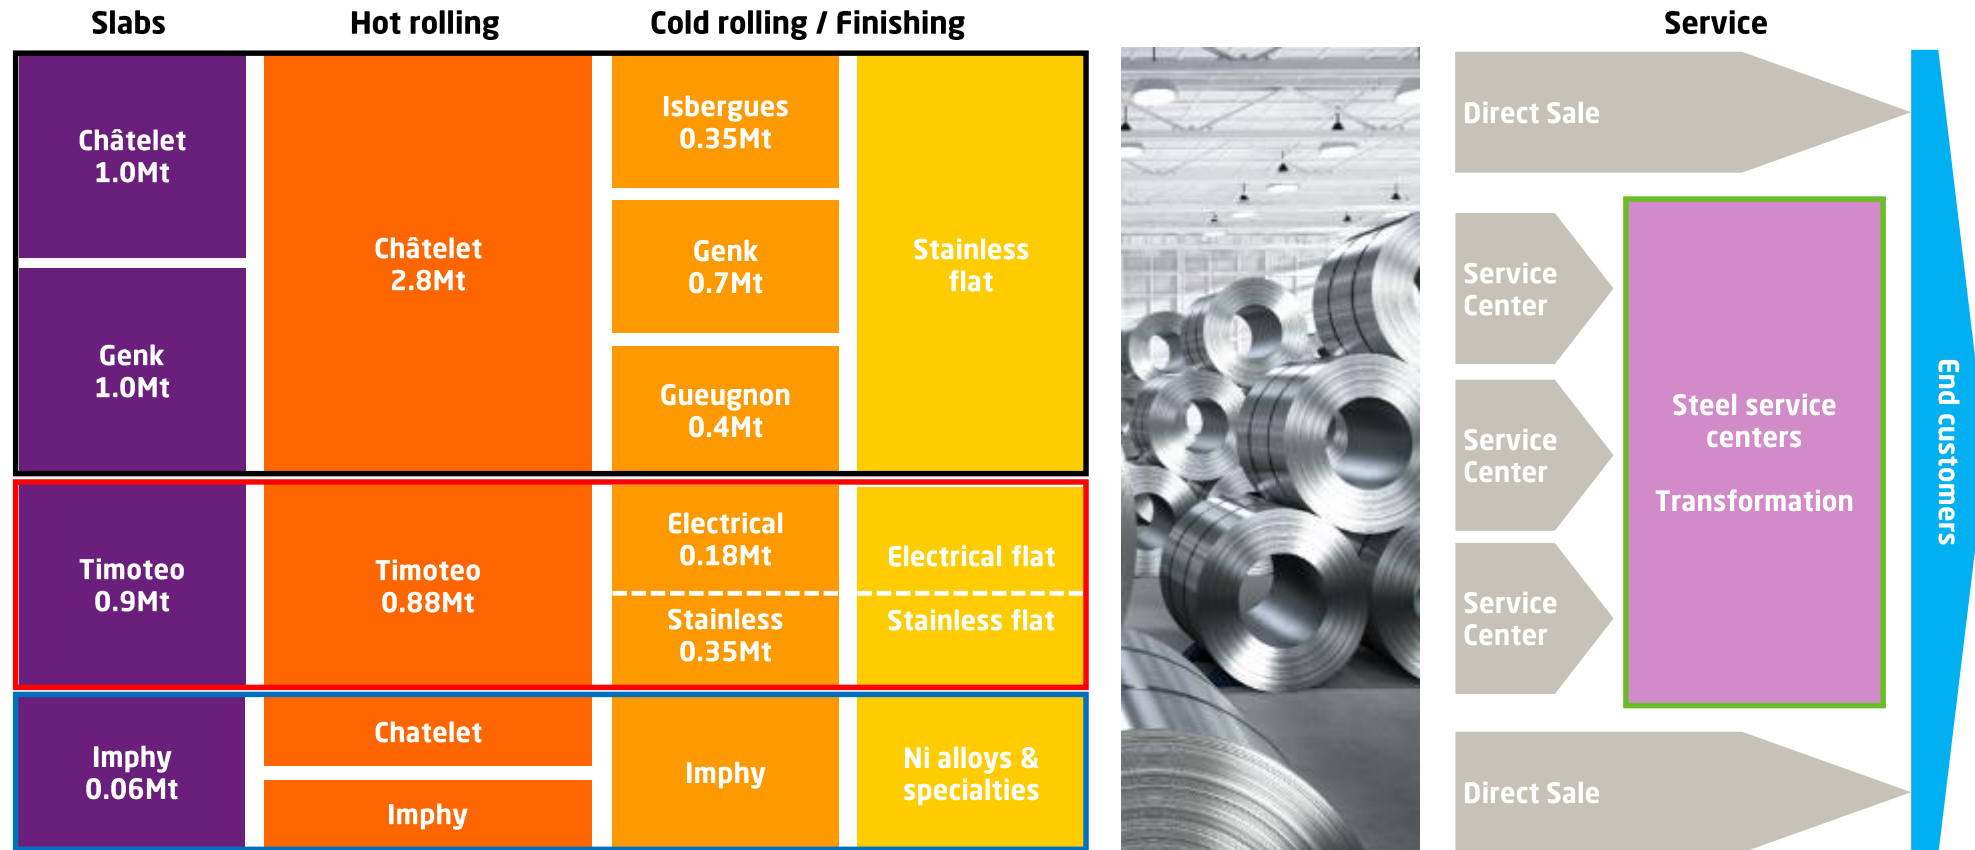 Slabs
Hot rolling
Cold rolling / Finishing
Service
Châtelet
1.0Mt
Genk
1.0Mt
Châtelet
2.8Mt
Isbergues
0.35Mt
Genk
0.7Mt
Gueugnon
0.4Mt
Stainless
flat
Timoteo
0.9Mt
Timoteo
0.88Mt
Electrical
0.18Mt
Stainless
0.35Mt
Electrical flat
Stainless flat
Imphy
0.06Mt
Chatelet
Imphy
Imphy
Ni alloys &
specialties
Direct Sale
Service
Center
Service
Center
Service
Center
Direct Sale
Steel service
centers
Transformation
End customers